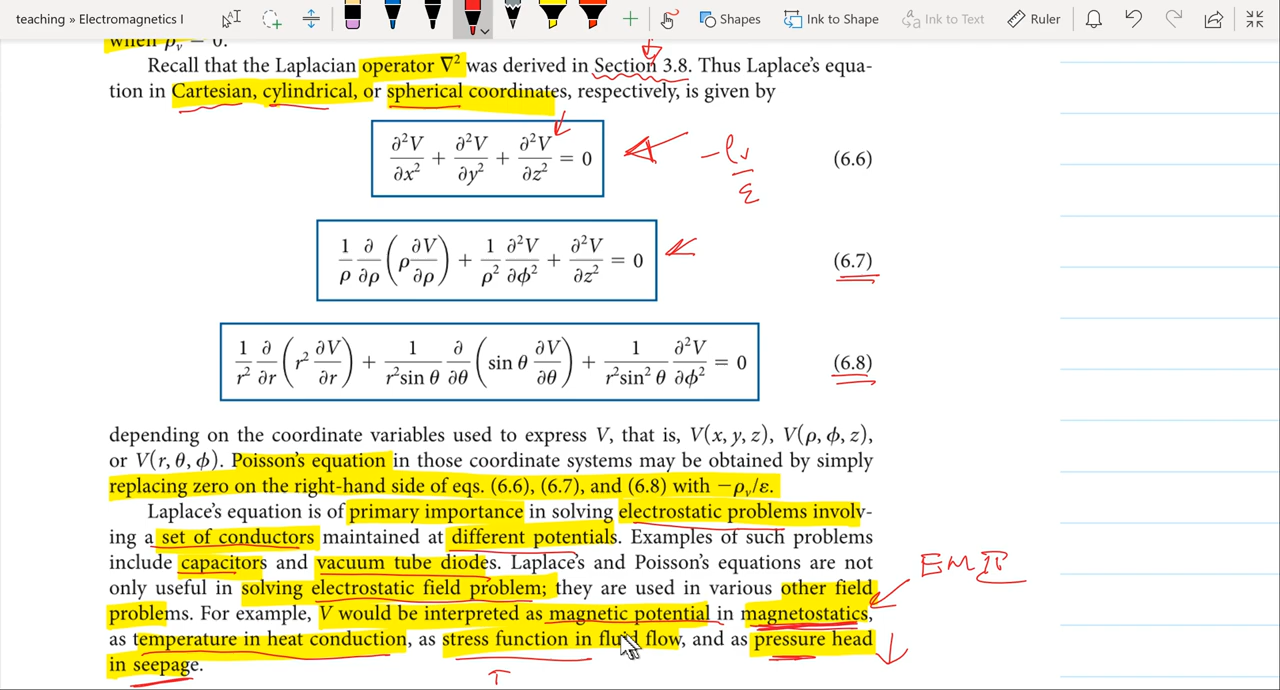 teaching » Electromagnetics I
Shapes Ink to Shape Ink to Text Ruler
when ρᵥ = 0.
Recall that the Laplacian operator ∇² was derived in Section 3.8. Thus Laplace's equa-
tion in Cartesian, cylindrical, or spherical coordinates, respectively, is given by
∂²V/∂x² + ∂²V/∂y² + ∂²V/∂z² = 0 (6.6)
−ρᵥ/ε
1/ρ ∂/∂ρ (ρ ∂V/∂ρ) + 1/ρ² ∂²V/∂ϕ² + ∂²V/∂z² = 0 (6.7)
1/r² ∂/∂r (r² ∂V/∂r) + 1/(r² sin θ) ∂/∂θ (sin θ ∂V/∂θ) + 1/(r² sin² θ) ∂²V/∂ϕ² = 0 (6.8)
depending on the coordinate variables used to express V, that is, V(x, y, z), V(ρ, ϕ, z),
or V(r, θ, ϕ). Poisson's equation in those coordinate systems may be obtained by simply
replacing zero on the right-hand side of eqs. (6.6), (6.7), and (6.8) with −ρᵥ/ε.
Laplace's equation is of primary importance in solving electrostatic problems involv-
ing a set of conductors maintained at different potentials. Examples of such problems
include capacitors and vacuum tube diodes. Laplace's and Poisson's equations are not
only useful in solving electrostatic field problem; they are used in various other field
problems. For example, V would be interpreted as magnetic potential in magnetostatics,
as temperature in heat conduction, as stress function in fluid flow, and as pressure head
in seepage.